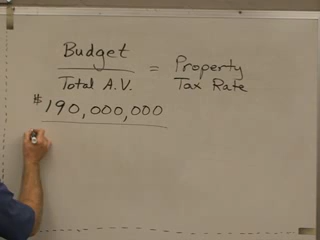 Budget
Total A.V. = Property Tax Rate
$190,000,000